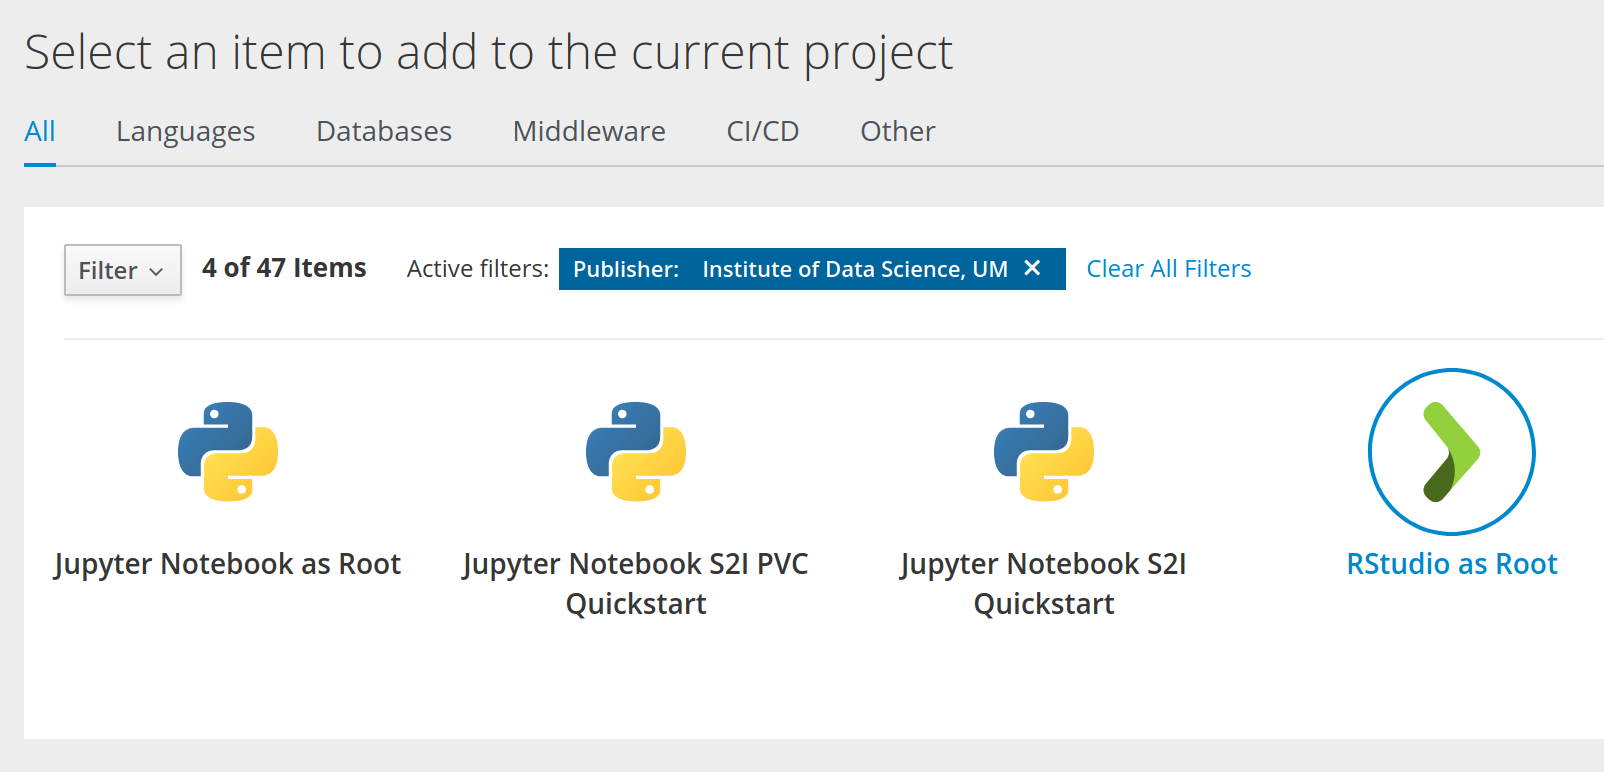 Select an item to add to the current project
All Languages Databases Middleware CI/CD Other
Filter 4 of 47 Items Active filters: Publisher: Institute of Data Science, UM ✕ Clear All Filters
Jupyter Notebook as Root
Jupyter Notebook S2I PVC
Quickstart
Jupyter Notebook S2I
Quickstart
RStudio as Root